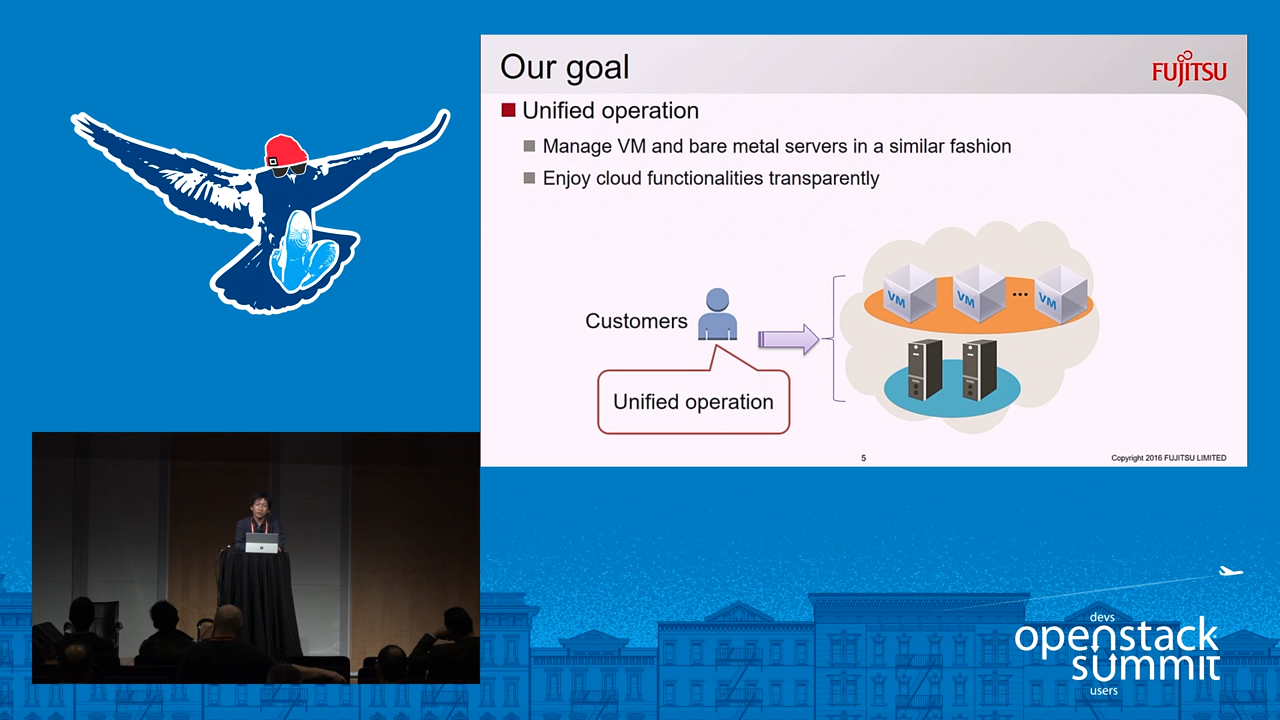 Our goal
FUJITSU
Unified operation
Manage VM and bare metal servers in a similar fashion
Enjoy cloud functionalities transparently
VM
VM
...
VM
Customers
Unified operation
5
Copyright 2016 FUJITSU LIMITED
devs
openstack
summit
users